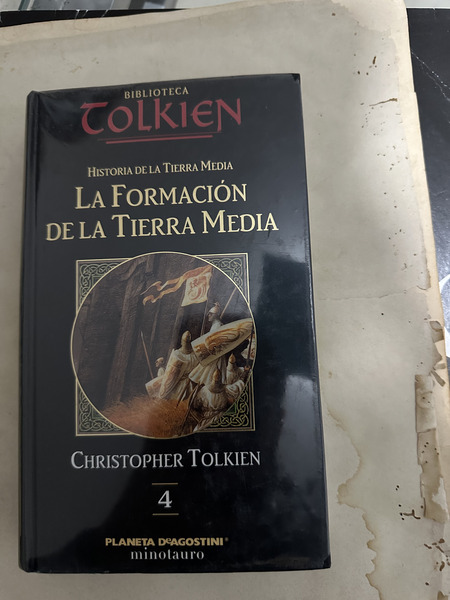 BIBLIOTECA
TOLKIEN
HISTORIA DE LA TIERRA MEDIA
LA FORMACIÓN
DE LA TIERRA MEDIA
CHRISTOPHER TOLKIEN
4
PLANETA DEAGOSTINI
minotauro